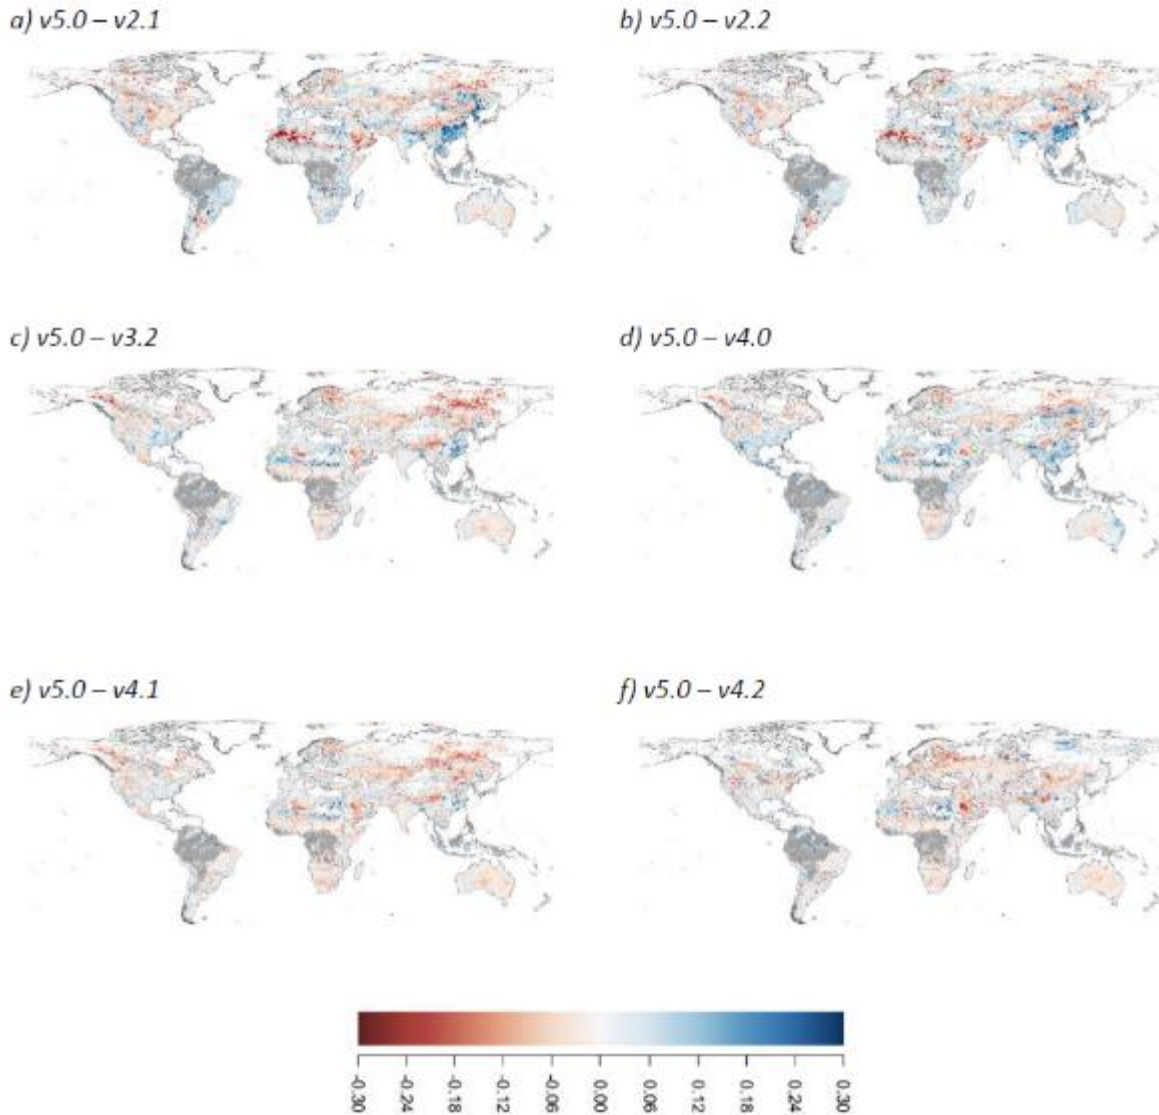 a) v5.0 – v2.1
b) v5.0 – v2.2
c) v5.0 – v3.2
d) v5.0 – v4.0
e) v5.0 – v4.1
f) v5.0 – v4.2
-0.30 -0.24 -0.18 -0.12 -0.06 0.00 0.06 0.12 0.18 0.24 0.30